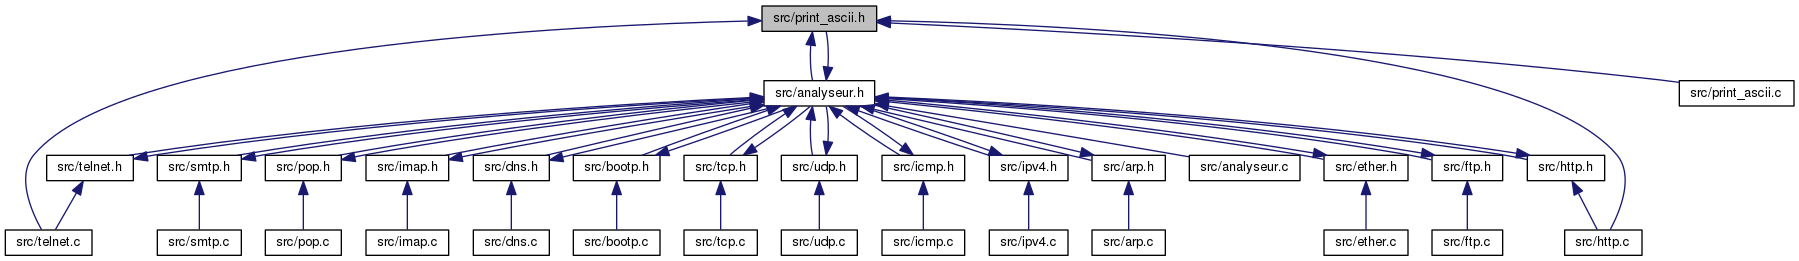 src/print_ascii.h
src/analyseur.h
src/print_ascii.c
src/telnet.h
src/smtp.h
src/pop.h
src/imap.h
src/dns.h
src/bootp.h
src/tcp.h
src/udp.h
src/icmp.h
src/ipv4.h
src/arp.h
src/analyseur.c
src/ether.h
src/ftp.h
src/http.h
src/telnet.c
src/smtp.c
src/pop.c
src/imap.c
src/dns.c
src/bootp.c
src/tcp.c
src/udp.c
src/icmp.c
src/ipv4.c
src/arp.c
src/ether.c
src/ftp.c
src/http.c